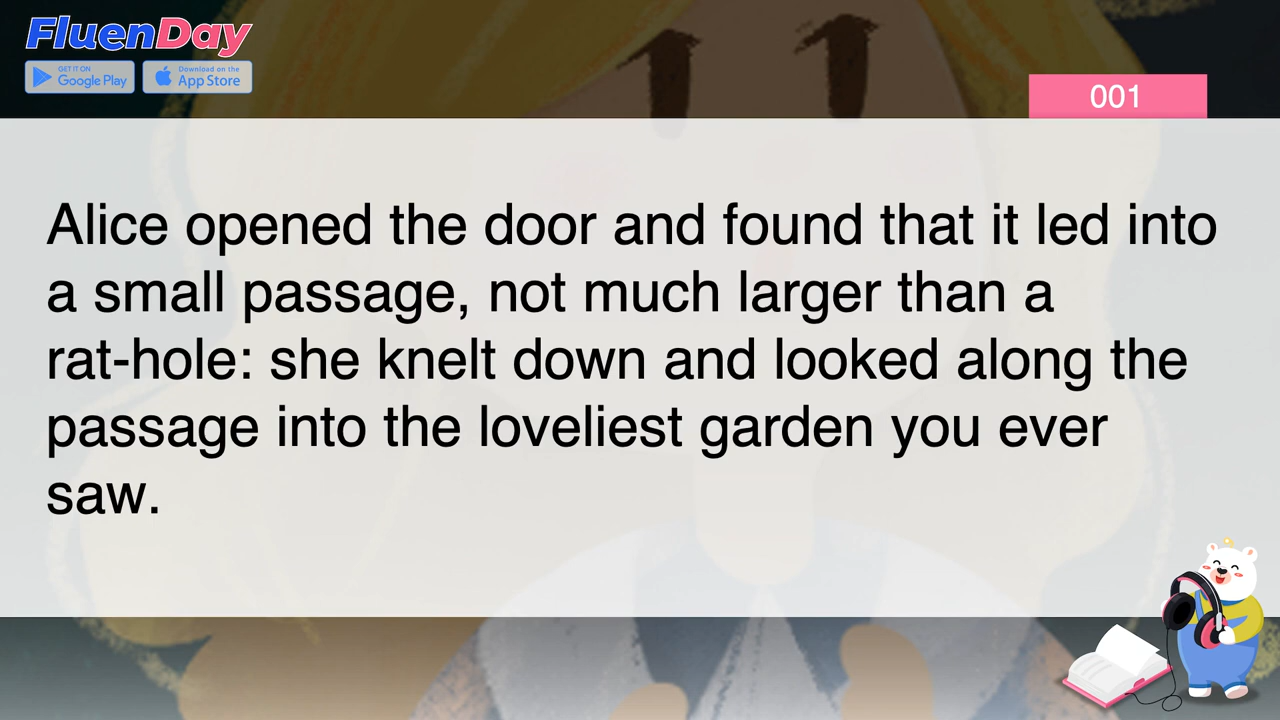 FluenDay
GET IT ON
Google Play
Download on the
App Store
001
Alice opened the door and found that it led into
a small passage, not much larger than a
rat-hole: she knelt down and looked along the
passage into the loveliest garden you ever
saw.